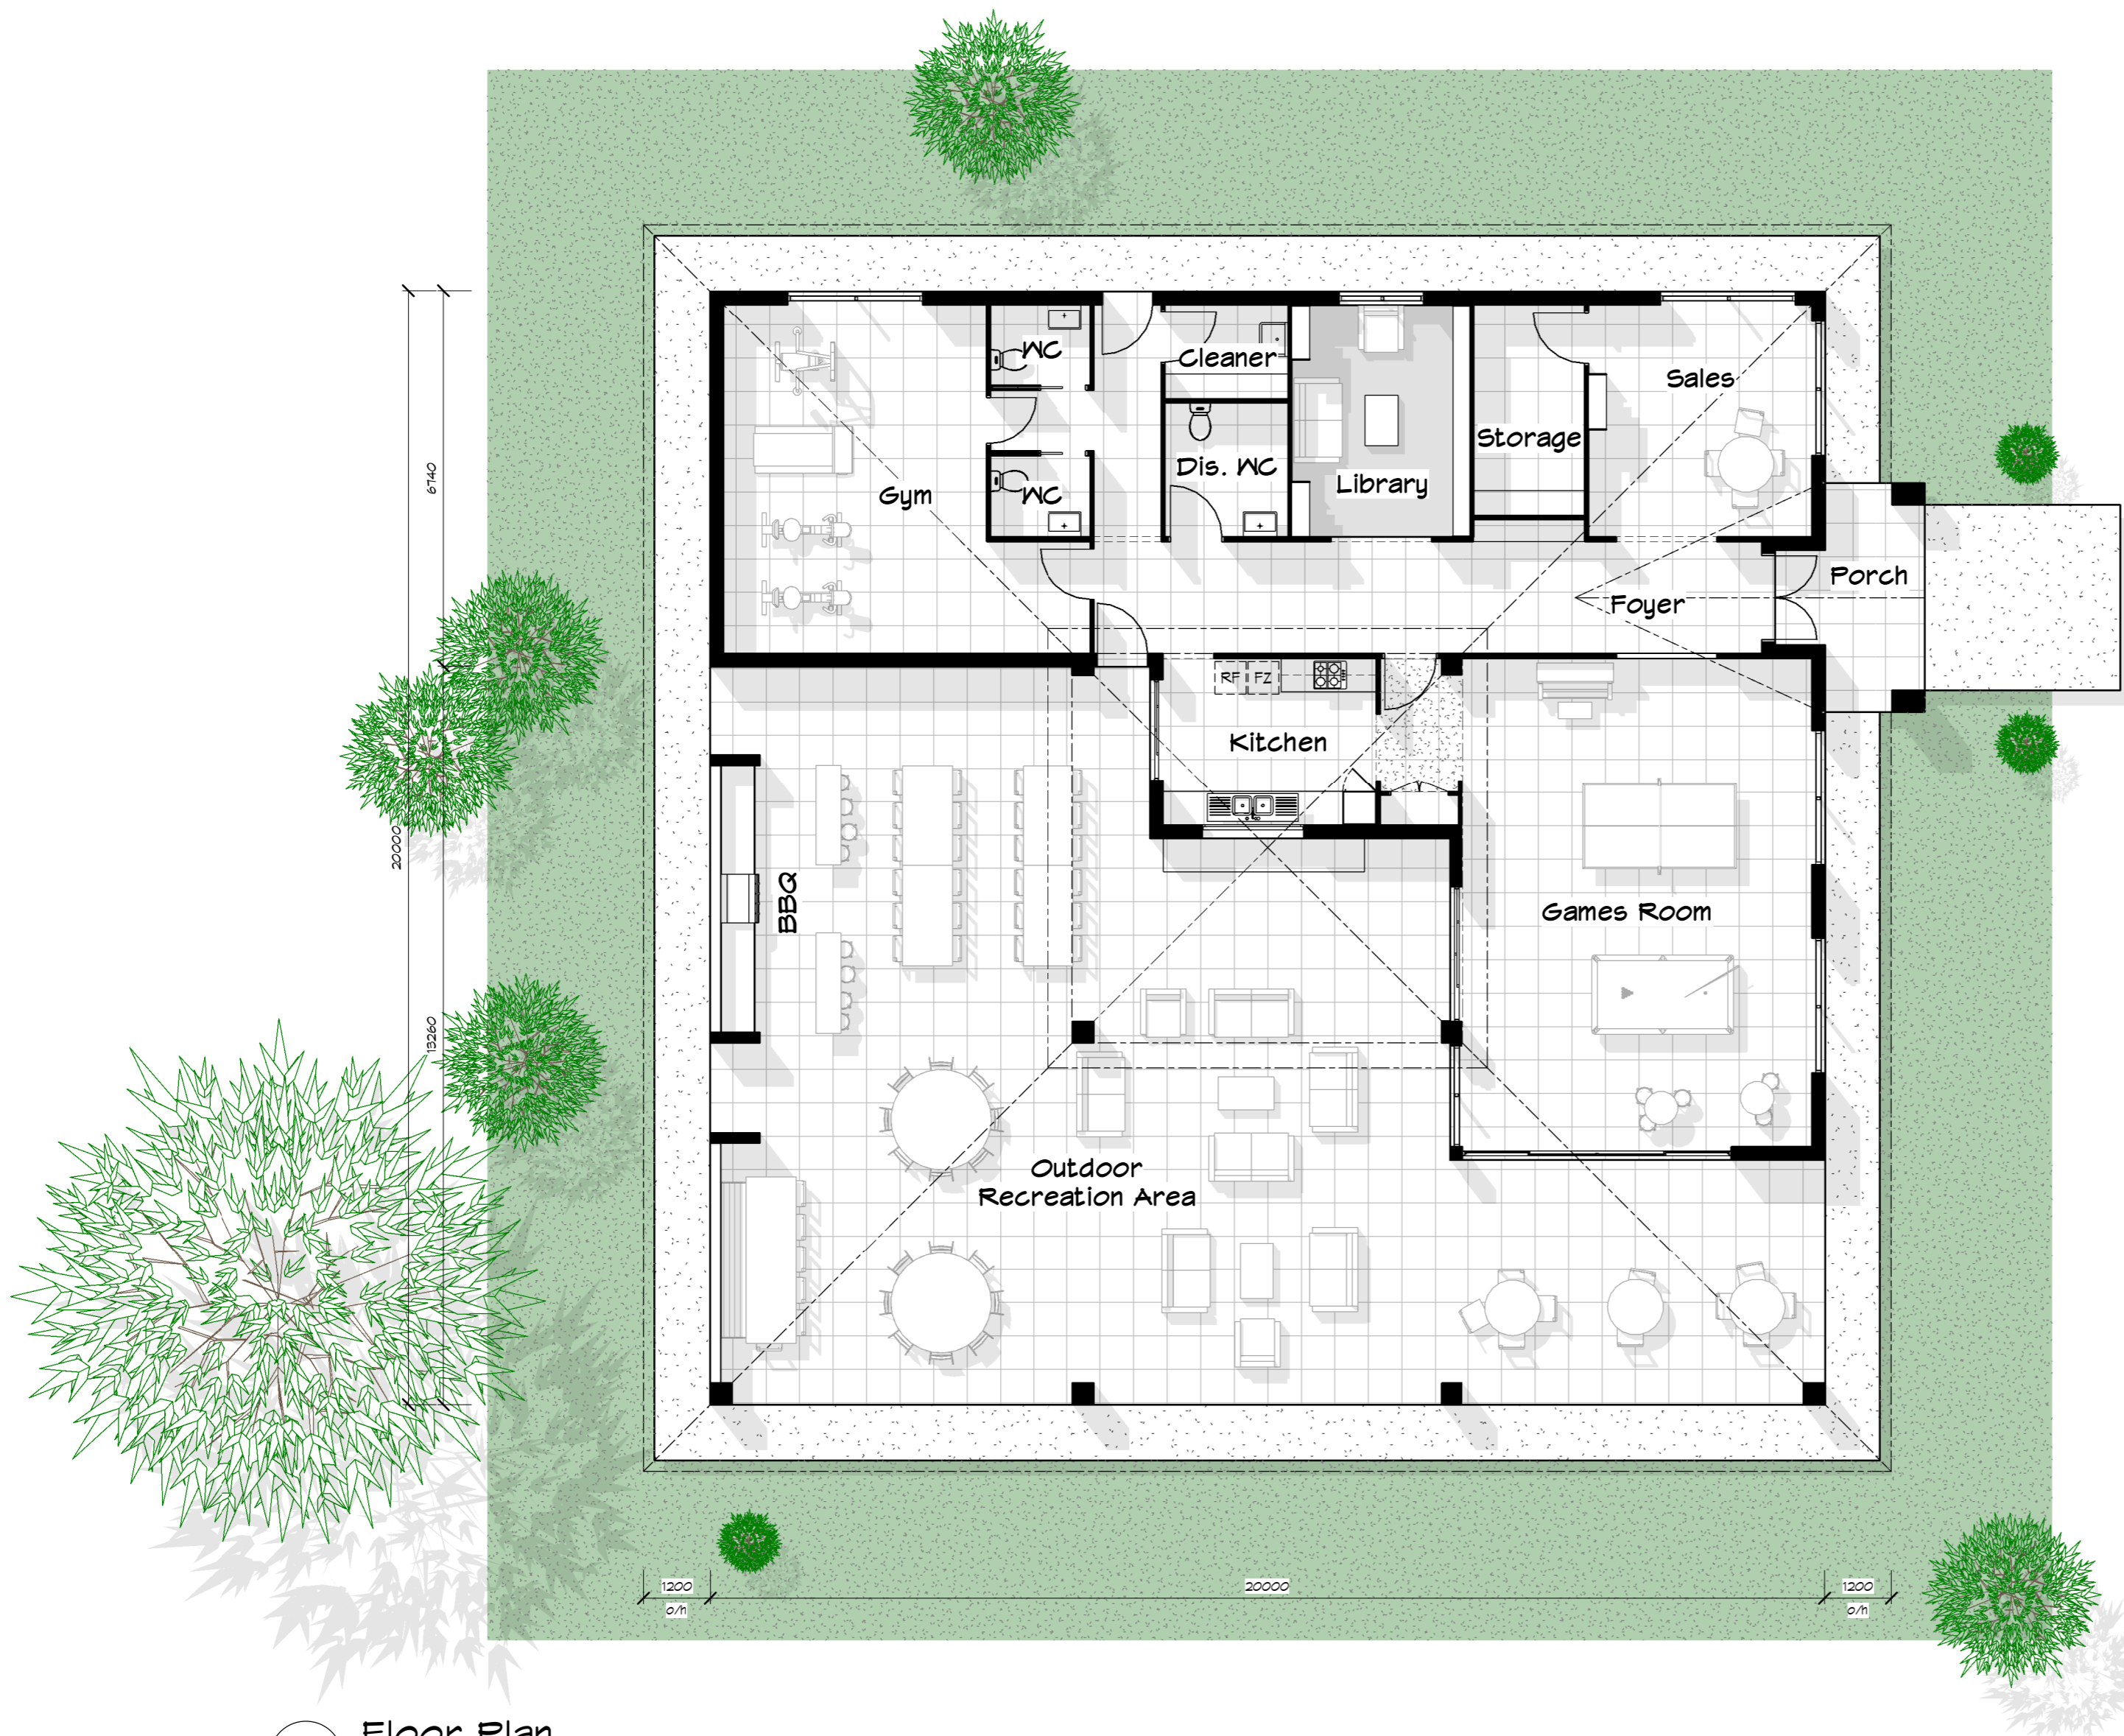 WC
Cleaner
Sales
Storage
Dis. WC
Library
Gym
WC
6740
Porch
Foyer
RF
FZ
Kitchen
20000
BBQ
Games Room
13260
Outdoor
Recreation Area
1200
20000
1200
o/h
o/h
Floor Plan